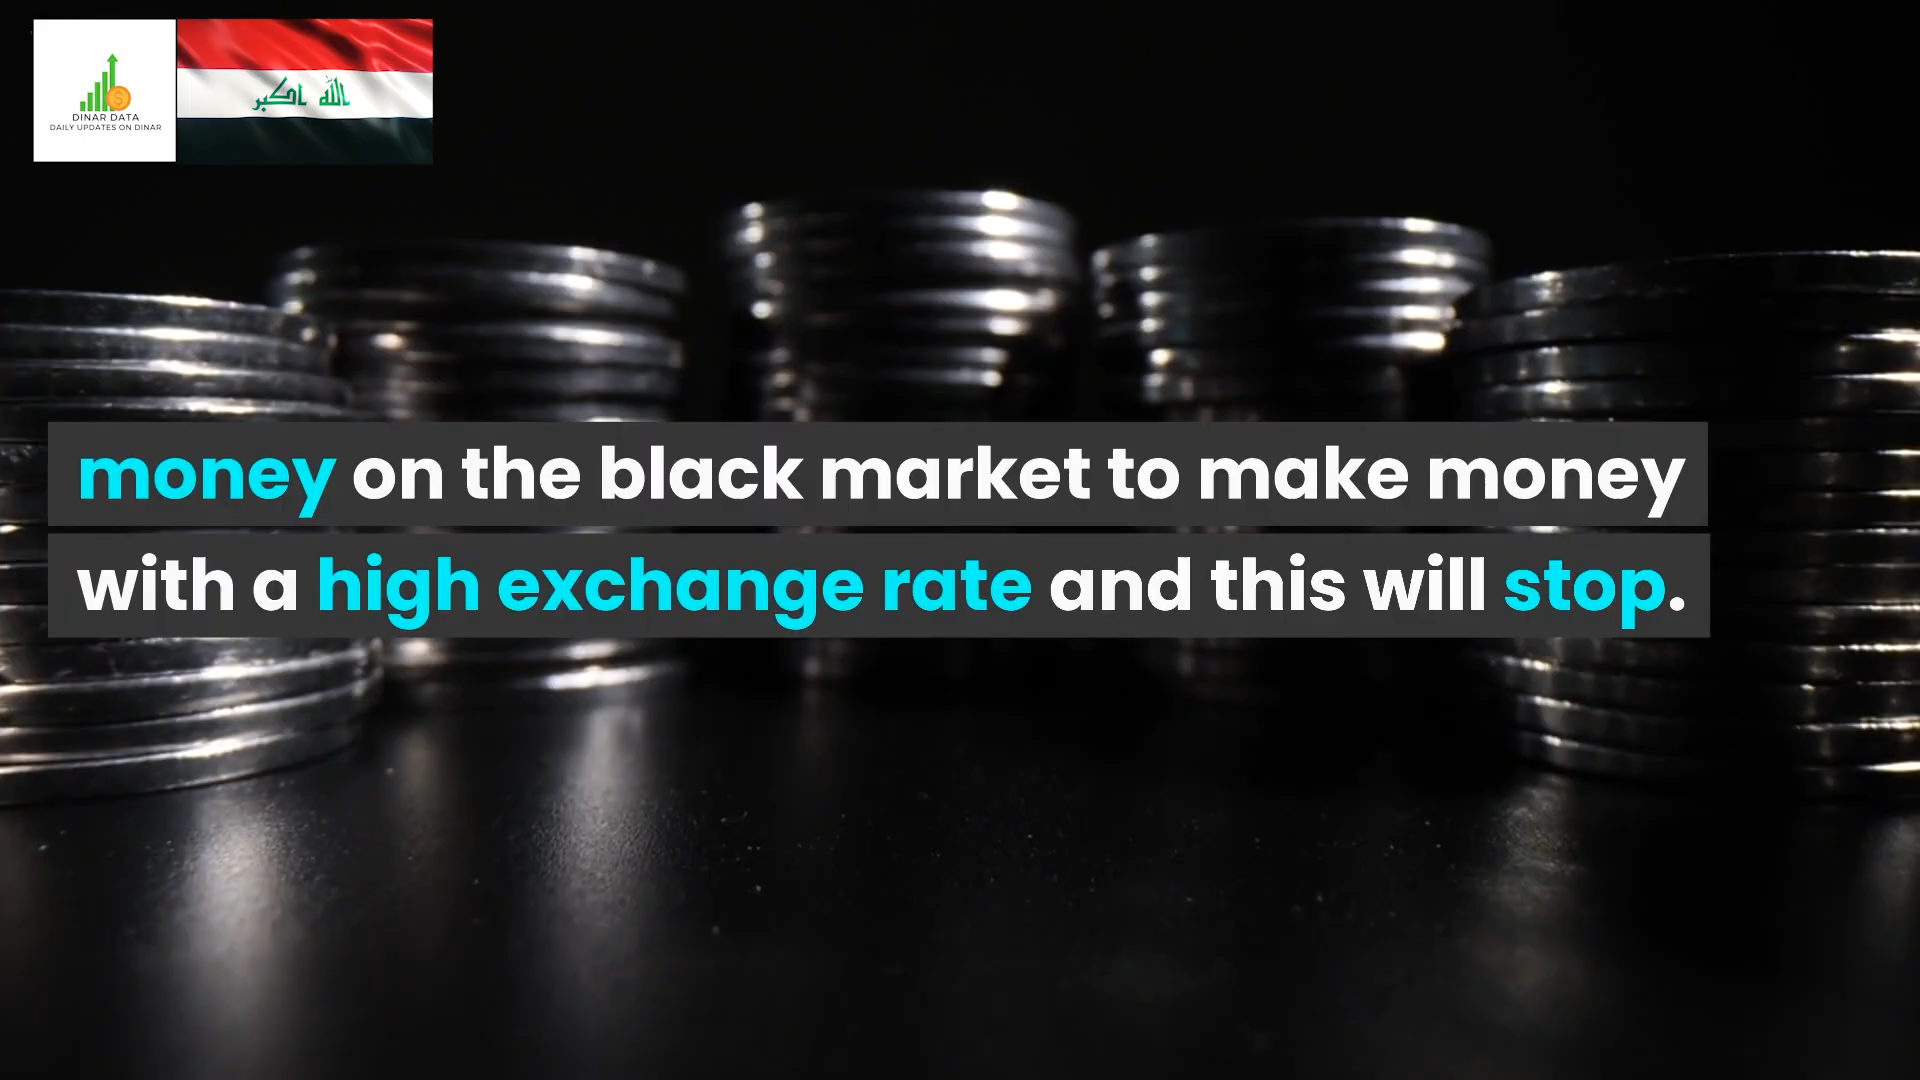 DINAR DATA
DAILY UPDATES ON DINAR
الله اكبر
money on the black market to make money
with a high exchange rate and this will stop.